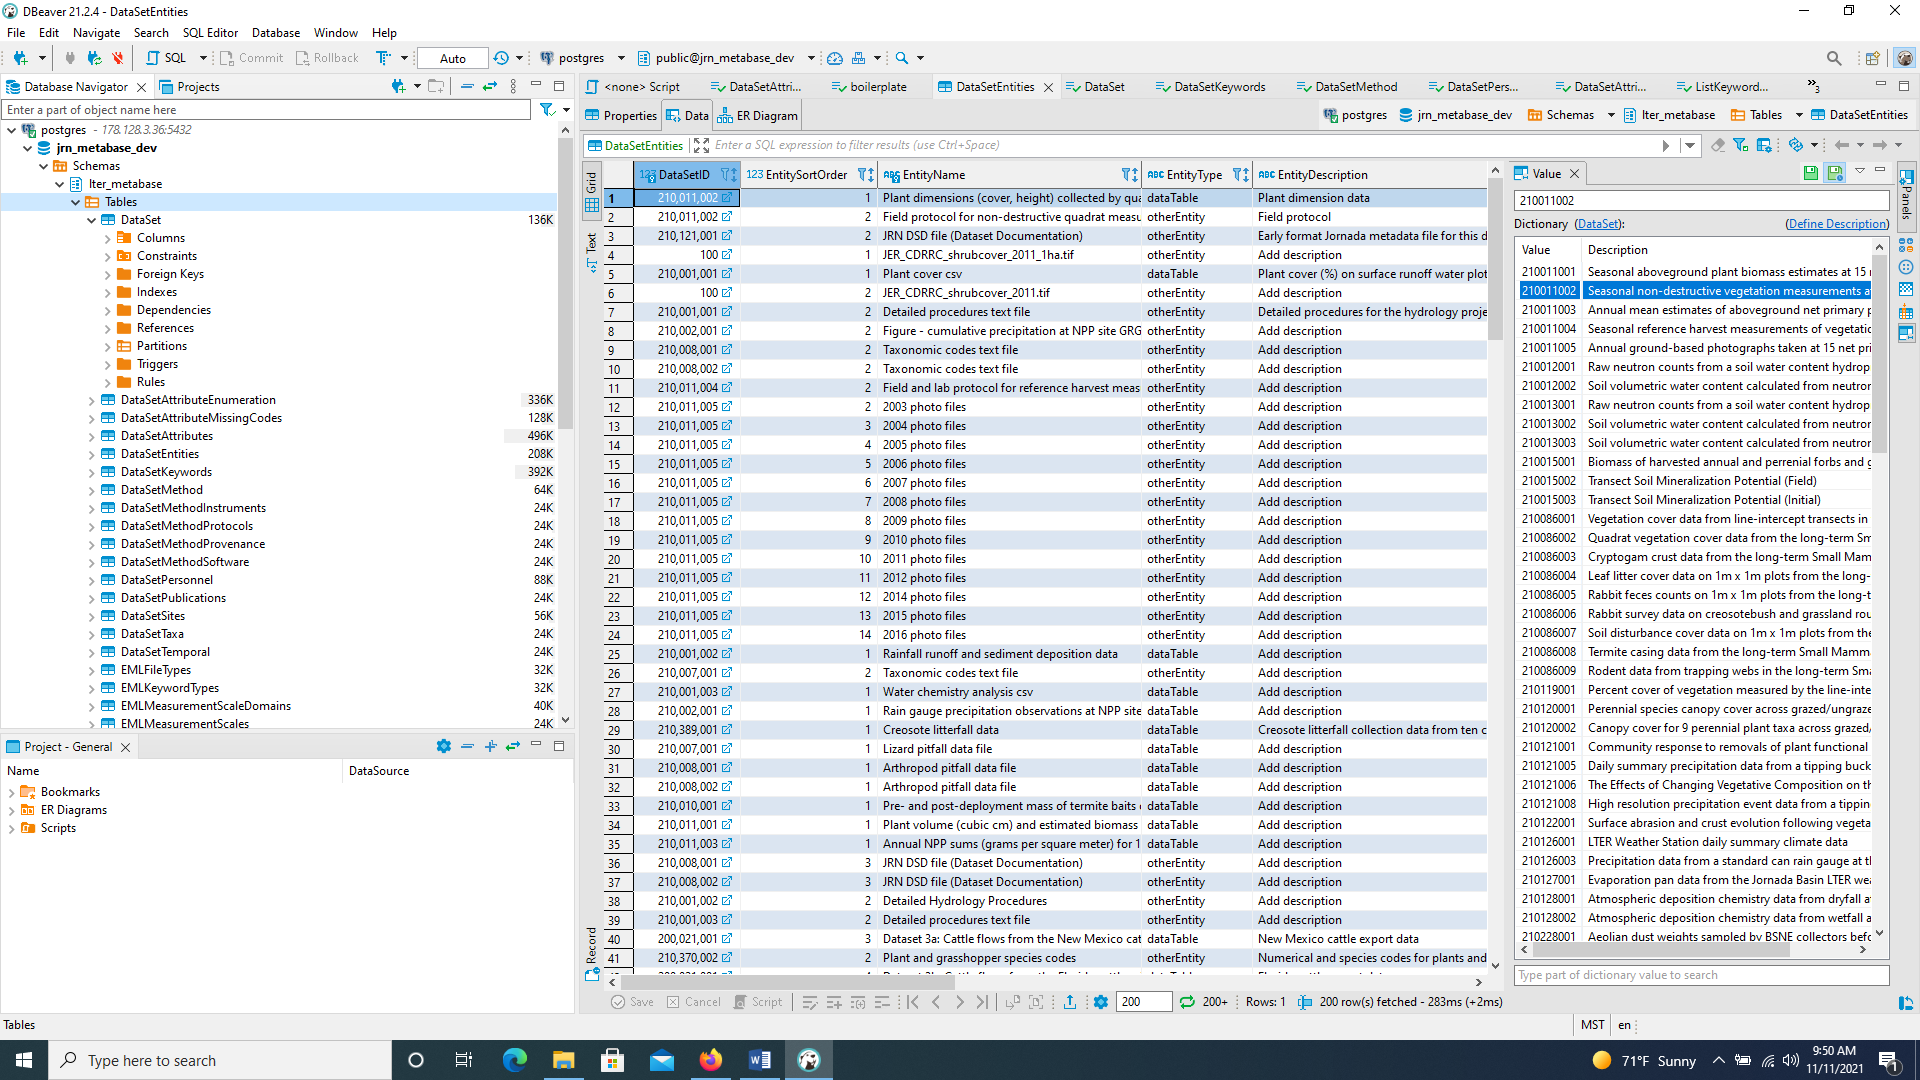 DBeaver 21.2.4 - DataSetEntities
File Edit Navigate Search SQL Editor Database Window Help
SQL Commit Rollback Auto postgres public@jrn_metabase_dev
Database Navigator Projects
<none> Script DataSetAttri... boilerplate DataSetEntities DataSet DataSetKeywords DataSetMethod DataSetPers... DataSetAttri... ListKeyword... 3
Enter a part of object name here
Properties Data ER Diagram
postgres jrn_metabase_dev Schemas lter_metabase Tables DataSetEntities
DataSetEntities Enter a SQL expression to filter results (use Ctrl+Space)
postgres - 178.128.3.36:5432
jrn_metabase_dev
Schemas
lter_metabase
Tables
DataSet 136K
Columns
Constraints
Foreign Keys
Indexes
Dependencies
References
Partitions
Triggers
Rules
DataSetAttributeEnumeration 336K
DataSetAttributeMissingCodes 128K
DataSetAttributes 496K
DataSetEntities 208K
DataSetKeywords 392K
DataSetMethod 64K
DataSetMethodInstruments 24K
DataSetMethodProtocols 24K
DataSetMethodProvenance 24K
DataSetMethodSoftware 24K
DataSetPersonnel 88K
DataSetPublications 24K
DataSetSites 56K
DataSetTaxa 24K
DataSetTemporal 24K
EMLFileTypes 32K
EMLKeywordTypes 32K
EMLMeasurementScaleDomains 40K
EMLMeasurementScales 24K
Project - General
Name DataSource
Bookmarks
ER Diagrams
Scripts
Grid
Text
Record
123 DataSetID 123 EntitySortOrder ABC EntityName ABC EntityType ABC EntityDescription
1 210,011,002 1 Plant dimensions (cover, height) collected by qua dataTable Plant dimension data
2 210,011,002 2 Field protocol for non-destructive quadrat measu otherEntity Field protocol
3 210,121,001 2 JRN DSD file (Dataset Documentation) otherEntity Early format Jornada metadata file for this d
4 100 1 JER_CDRRC_shrubcover_2011_1ha.tif otherEntity Add description
5 210,001,001 1 Plant cover csv dataTable Plant cover (%) on surface runoff water plot
6 100 2 JER_CDRRC_shrubcover_2011.tif otherEntity Add description
7 210,001,001 2 Detailed procedures text file otherEntity Detailed procedures for the hydrology proje
8 210,002,001 2 Figure - cumulative precipitation at NPP site GRG otherEntity Add description
9 210,008,001 2 Taxonomic codes text file otherEntity Add description
10 210,008,002 2 Taxonomic codes text file otherEntity Add description
11 210,011,004 2 Field and lab protocol for reference harvest meas otherEntity Add description
12 210,011,005 2 2003 photo files otherEntity Add description
13 210,011,005 3 2004 photo files otherEntity Add description
14 210,011,005 4 2005 photo files otherEntity Add description
15 210,011,005 5 2006 photo files otherEntity Add description
16 210,011,005 6 2007 photo files otherEntity Add description
17 210,011,005 7 2008 photo files otherEntity Add description
18 210,011,005 8 2009 photo files otherEntity Add description
19 210,011,005 9 2010 photo files otherEntity Add description
20 210,011,005 10 2011 photo files otherEntity Add description
21 210,011,005 11 2012 photo files otherEntity Add description
22 210,011,005 12 2014 photo files otherEntity Add description
23 210,011,005 13 2015 photo files otherEntity Add description
24 210,011,005 14 2016 photo files otherEntity Add description
25 210,001,002 1 Rainfall runoff and sediment deposition data dataTable Add description
26 210,007,001 2 Taxonomic codes text file otherEntity Add description
27 210,001,003 1 Water chemistry analysis csv dataTable Add description
28 210,002,001 1 Rain gauge precipitation observations at NPP site dataTable Add description
29 210,389,001 1 Creosote litterfall data dataTable Creosote litterfall collection data from ten c
30 210,007,001 1 Lizard pitfall data file dataTable Add description
31 210,008,001 1 Arthropod pitfall data file dataTable Add description
32 210,008,002 1 Arthropod pitfall data file dataTable Add description
33 210,010,001 1 Pre- and post-deployment mass of termite baits dataTable Add description
34 210,011,001 1 Plant volume (cubic cm) and estimated biomass dataTable Add description
35 210,011,003 1 Annual NPP sums (grams per square meter) for 1 dataTable Add description
36 210,008,001 3 JRN DSD file (Dataset Documentation) otherEntity Add description
37 210,008,002 3 JRN DSD file (Dataset Documentation) otherEntity Add description
38 210,001,002 2 Detailed Hydrology Procedures otherEntity Add description
39 210,001,003 2 Detailed procedures text file otherEntity Add description
40 200,021,001 3 Dataset 3a: Cattle flows from the New Mexico cat dataTable New Mexico cattle export data
41 210,370,002 2 Plant and grasshopper species codes otherEntity Numerical and species codes for plants and
Save Cancel Script 200 200+ Rows: 1 200 row(s) fetched - 283ms (+2ms)
Value
Panels
210011002
Dictionary (DataSet): (Define Description)
Value Description
210011001 Seasonal aboveground plant biomass estimates at 15
210011002 Seasonal non-destructive vegetation measurements a
210011003 Annual mean estimates of aboveground net primary p
210011004 Seasonal reference harvest measurements of vegetatio
210011005 Annual ground-based photographs taken at 15 net pri
210012001 Raw neutron counts from a soil water content hydrop
210012002 Soil volumetric water content calculated from neutror
210013001 Raw neutron counts from a soil water content hydrop
210013002 Soil volumetric water content calculated from neutror
210013003 Soil volumetric water content calculated from neutror
210015001 Biomass of harvested annual and perrenial forbs and g
210015002 Transect Soil Mineralization Potential (Field)
210015003 Transect Soil Mineralization Potential (Initial)
210086001 Vegetation cover data from line-intercept transects in
210086002 Quadrat vegetation cover data from the long-term Sm
210086003 Cryptogam crust data from the long-term Small Mam
210086004 Leaf litter cover data on 1m x 1m plots from the long-
210086005 Rabbit feces counts on 1m x 1m plots from the long-t
210086006 Rabbit survey data on creosotebush and grassland rou
210086007 Soil disturbance cover data on 1m x 1m plots from the
210086008 Termite casing data from the long-term Small Mamm
210086009 Rodent data from trapping webs in the long-term Sma
210119001 Percent cover of vegetation measured by the line-inte
210120001 Perennial species canopy cover across grazed/ungraze
210120002 Canopy cover for 9 perennial plant taxa across grazed/
210121001 Community response to removals of plant functional
210121005 Daily summary precipitation data from a tipping buck
210121006 The Effects of Changing Vegetative Composition on th
210121008 High resolution precipitation event data from a tippin
210122001 Surface abrasion and crust evolution following vegeta
210126001 LTER Weather Station daily summary climate data
210126003 Precipitation data from a standard can rain gauge at th
210127001 Evaporation pan data from the Jornada Basin LTER wea
210128001 Atmospheric deposition chemistry data from dryfall at
210128002 Atmospheric deposition chemistry data from wetfall a
210228001 Aeolian dust weights sampled by BSNE collectors befo
Type part of dictionary value to search
Tables MST en
Type here to search 71°F Sunny 9:50 AM 11/11/2021 1